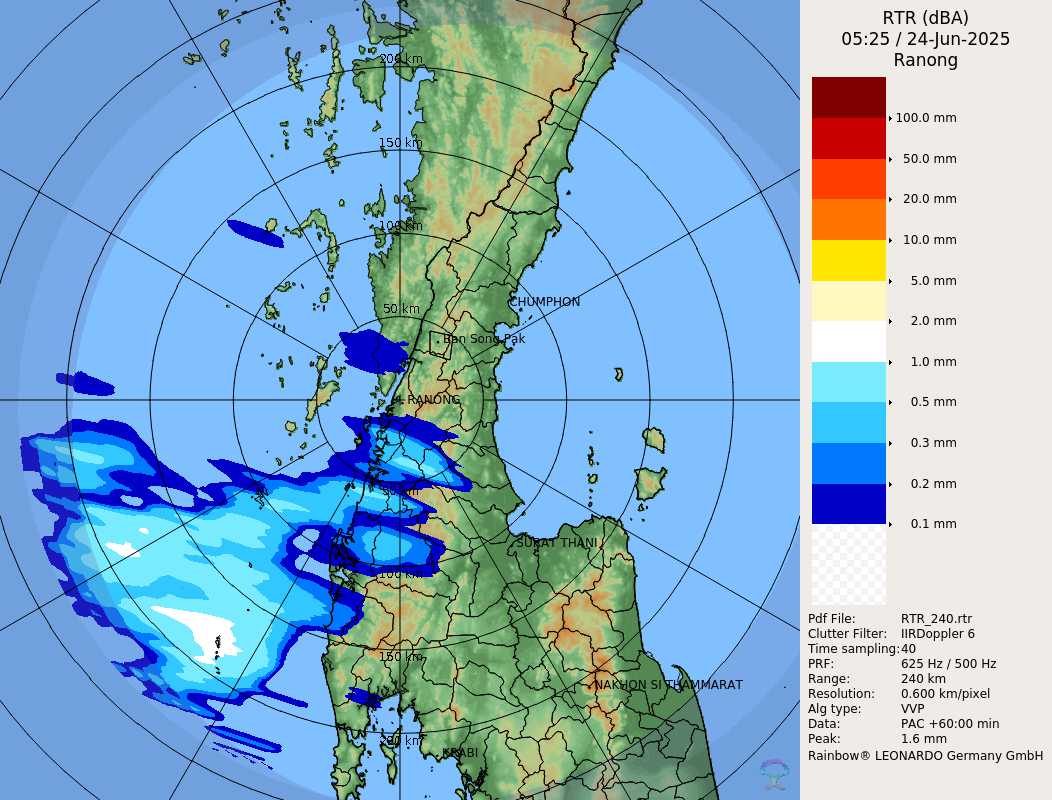 RTR (dBA)
05:25 / 24-Jun-2025
Ranong
100.0 mm
50.0 mm
20.0 mm
10.0 mm
5.0 mm
2.0 mm
1.0 mm
0.5 mm
0.3 mm
0.2 mm
0.1 mm
Pdf File: RTR_240.rtr
Clutter Filter: IIRDoppler 6
Time sampling:40
PRF: 625 Hz / 500 Hz
Range: 240 km
Resolution: 0.600 km/pixel
Alg type: VVP
Data: PAC +60:00 min
Peak: 1.6 mm
Rainbow® LEONARDO Germany GmbH
200 km
150 km
100 km
50 km
CHUMPHON
Ban Song Pak
RANONG
50 km
SURAT THANI
100 km
150 km
NAKHON SI THAMMARAT
200 km
KRABI